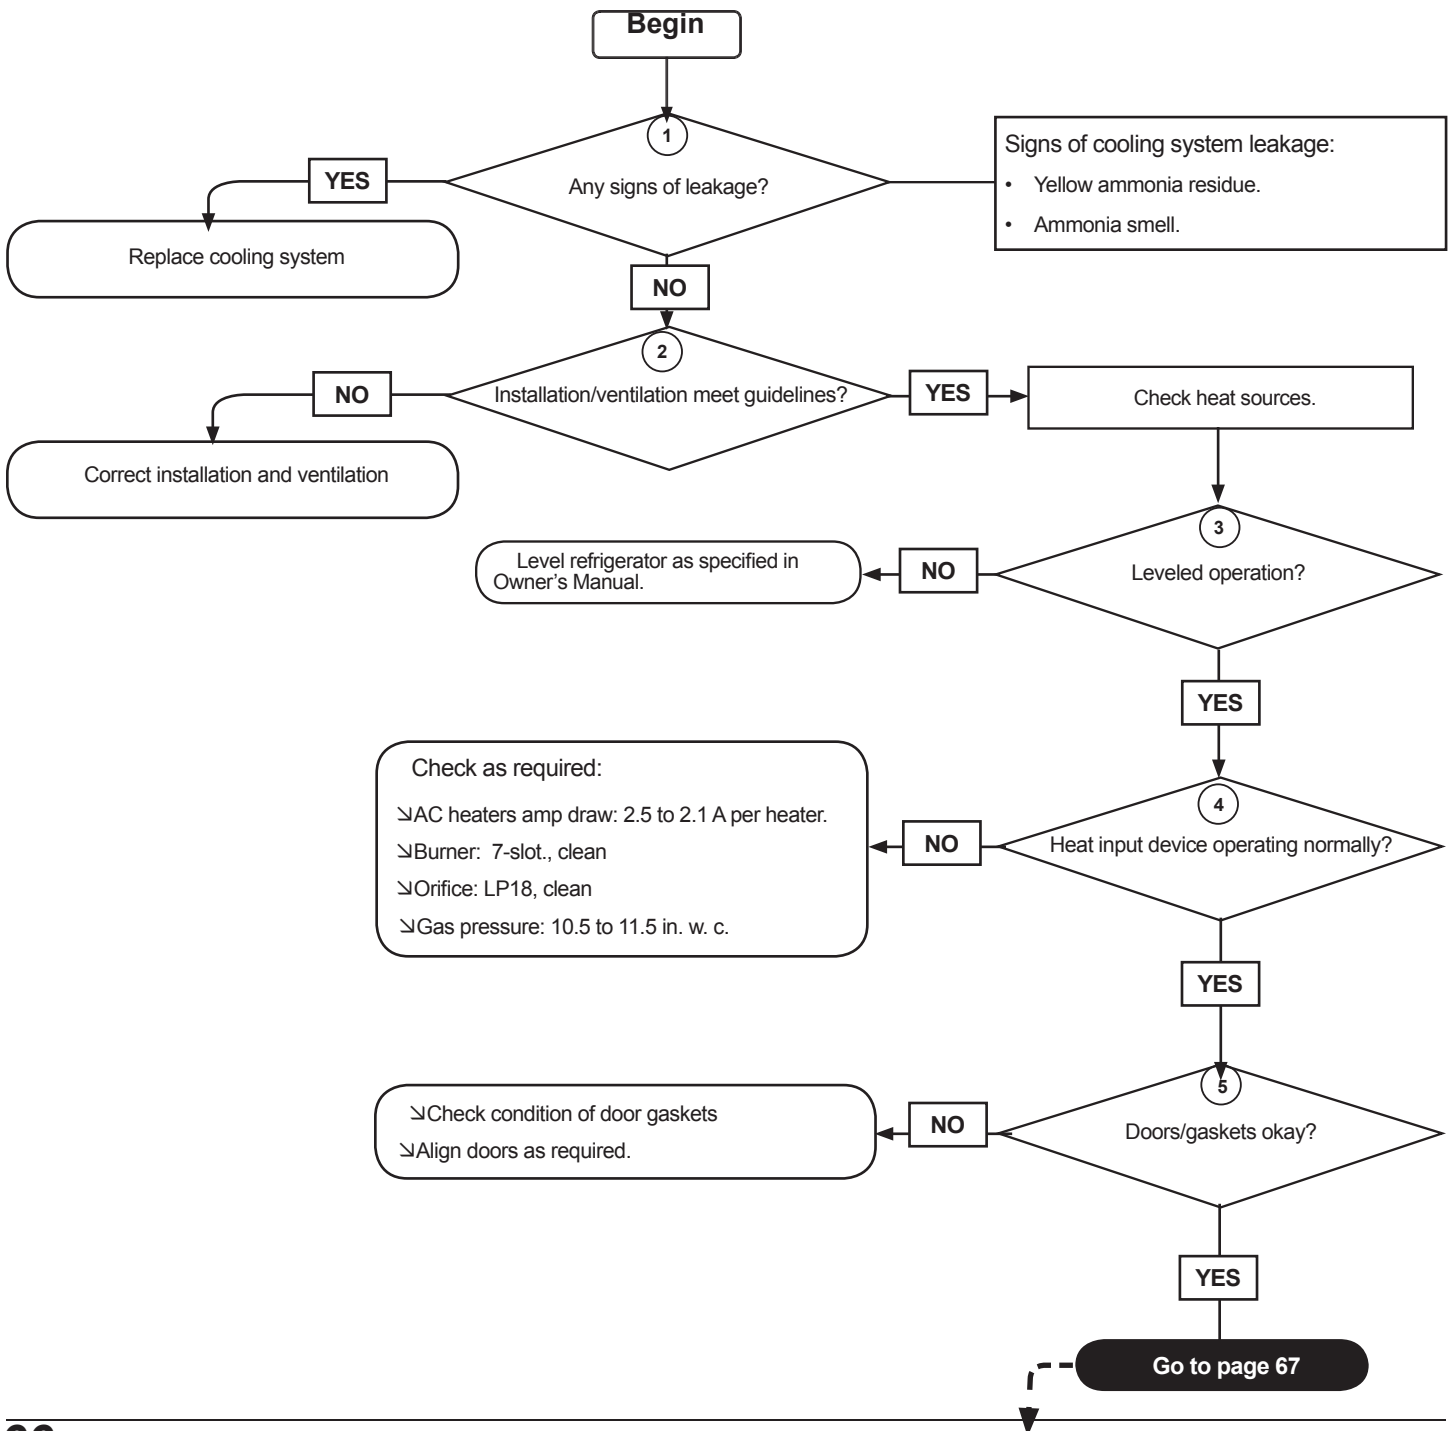 Begin
1
Any signs of leakage?
YES
Replace cooling system
Signs of cooling system leakage:
• Yellow ammonia residue.
• Ammonia smell.
NO
2
Installation/ventilation meet guidelines?
NO
Correct installation and ventilation
YES
Check heat sources.
3
Leveled operation?
NO
Level refrigerator as specified in
Owner's Manual.
YES
4
Heat input device operating normally?
NO
Check as required:
↘AC heaters amp draw: 2.5 to 2.1 A per heater.
↘Burner: 7-slot., clean
↘Orifice: LP18, clean
↘Gas pressure: 10.5 to 11.5 in. w. c.
YES
5
Doors/gaskets okay?
NO
↘Check condition of door gaskets
↘Align doors as required.
YES
Go to page 67